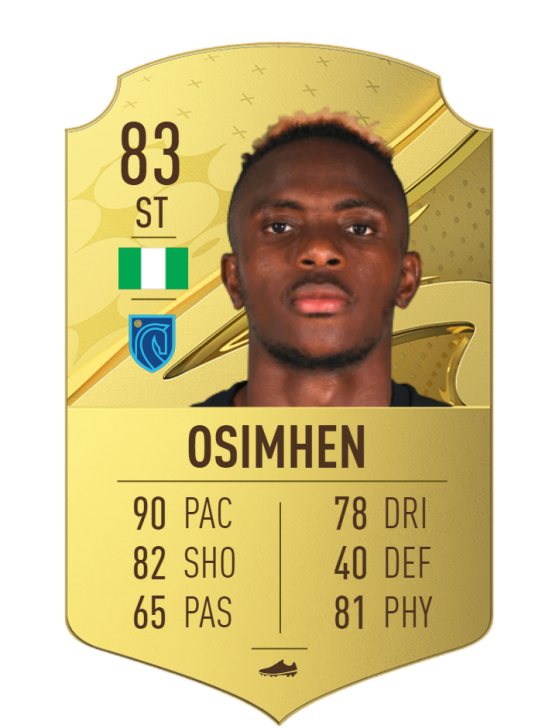 83
ST
OSIMHEN
90 PAC 78 DRI
82 SHO 40 DEF
65 PAS 81 PHY